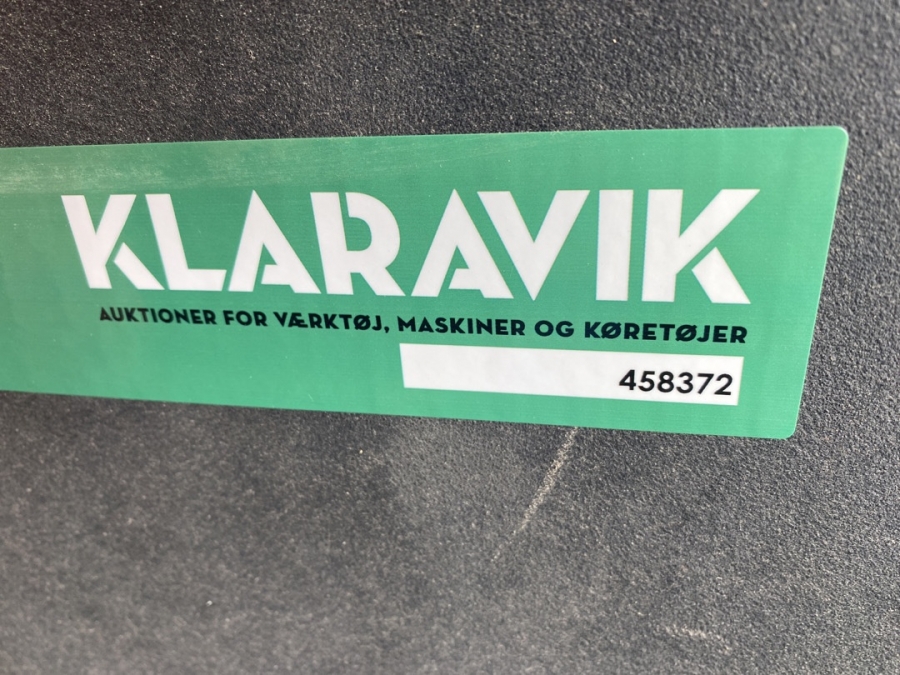 KLARAVIK
AUKTIONER FOR VÆRKTØJ, MASKINER OG KØRETØJER
458372